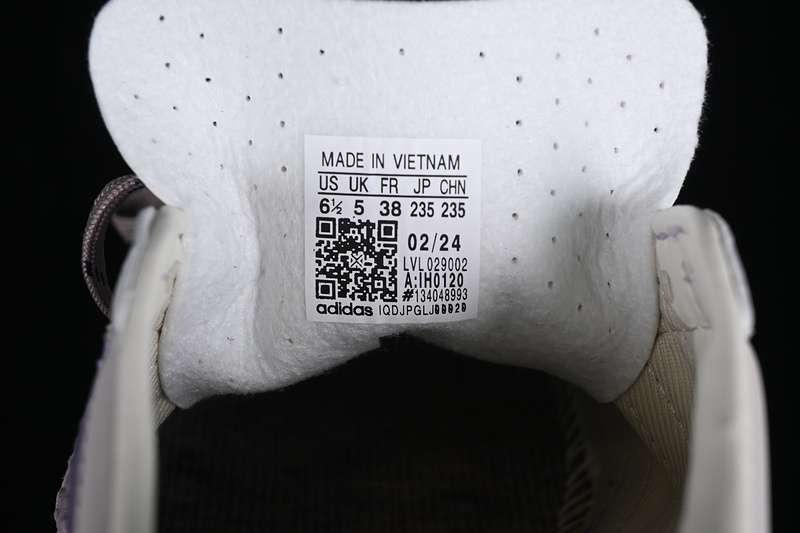 MADE IN VIETNAM
US UK FR JP CHN
6½ 5 38 235 235
02/24
LVL 029002
A:IH0120
#134048993
adidas